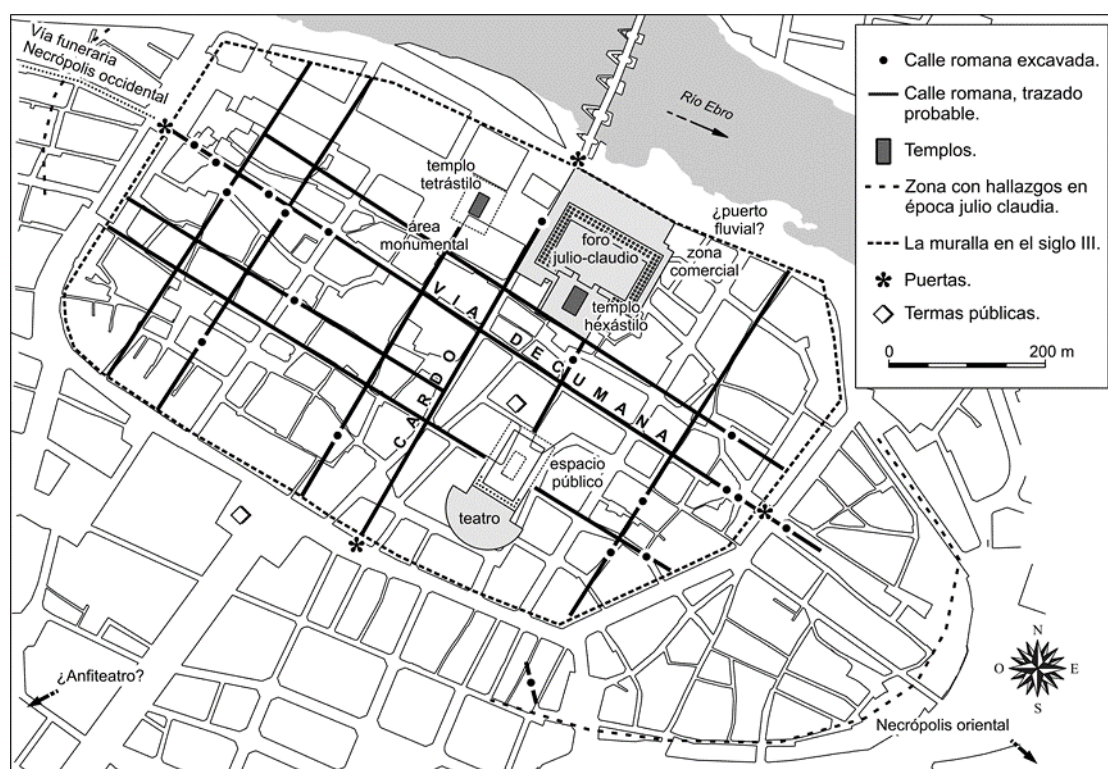 Vía funeraria
Necrópolis occidental
Río Ebro
templo
tetrástilo
área
monumental
foro
julio-claudio
¿puerto
fluvial?
zona
comercial
templo
hexástilo
VIA DECUMANA
CARDO
espacio
público
teatro
¿Anfiteatro?
Necrópolis oriental
Calle romana excavada.
Calle romana, trazado
probable.
Templos.
Zona con hallazgos en
época julio claudia.
La muralla en el siglo III.
Puertas.
Termas públicas.
0 200 m
N
O E
S